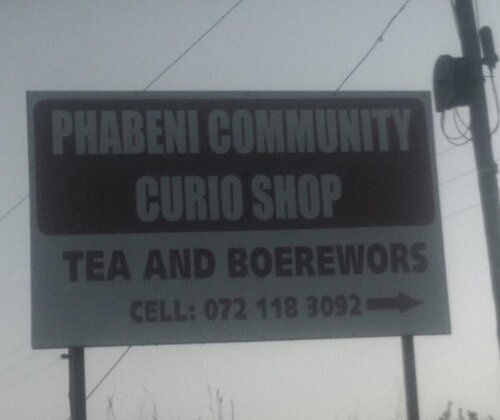 PHABENI COMMUNITY
CURIO SHOP
TEA AND BOEREWORS
CELL: 072 118 3092